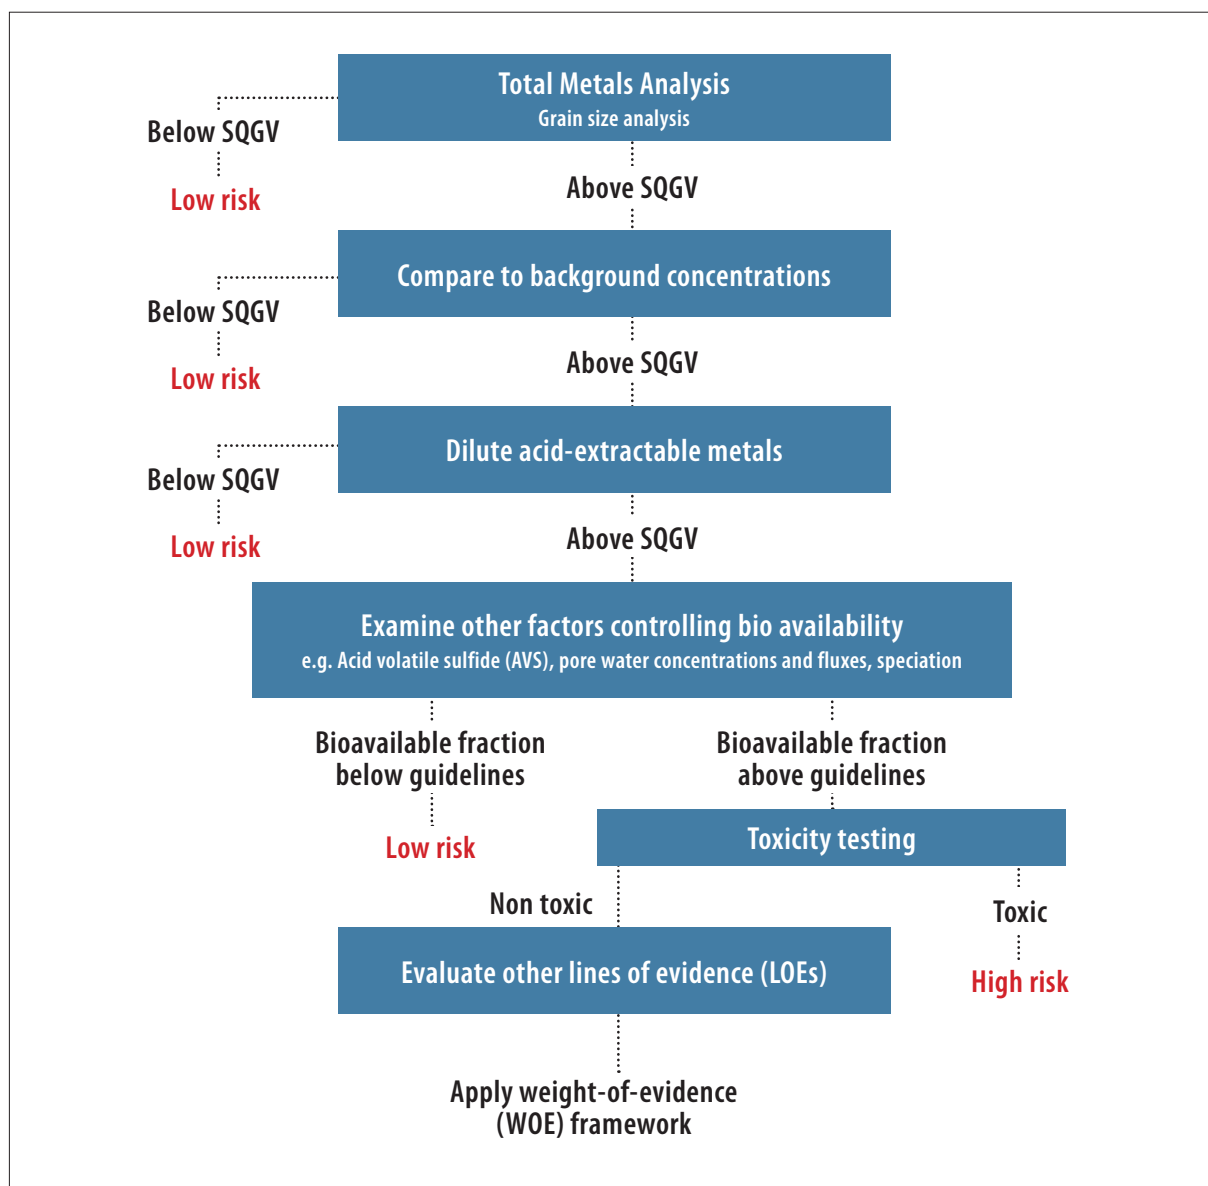 Total Metals Analysis
Grain size analysis
Below SQGV
Low risk
Above SQGV
Compare to background concentrations
Below SQGV
Low risk
Above SQGV
Dilute acid-extractable metals
Below SQGV
Low risk
Above SQGV
Examine other factors controlling bio availability
e.g. Acid volatile sulfide (AVS), pore water concentrations and fluxes, speciation
Bioavailable fraction
below guidelines
Low risk
Bioavailable fraction
above guidelines
Toxicity testing
Non toxic
Toxic
High risk
Evaluate other lines of evidence (LOEs)
Apply weight-of-evidence
(WOE) framework